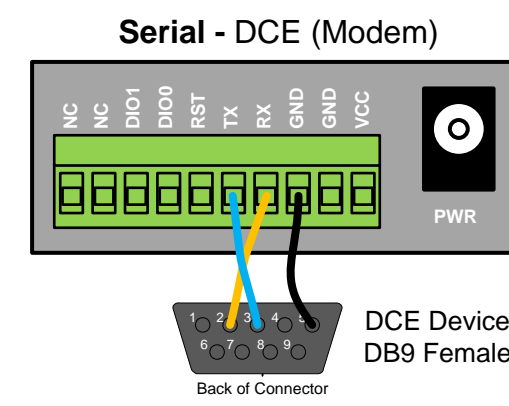 Serial - DCE (Modem)
NC NC DIO1 DIO0 RST TX RX GND GND VCC
PWR
1 2 3 4 5
6 7 8 9
DCE Device
DB9 Female
Back of Connector